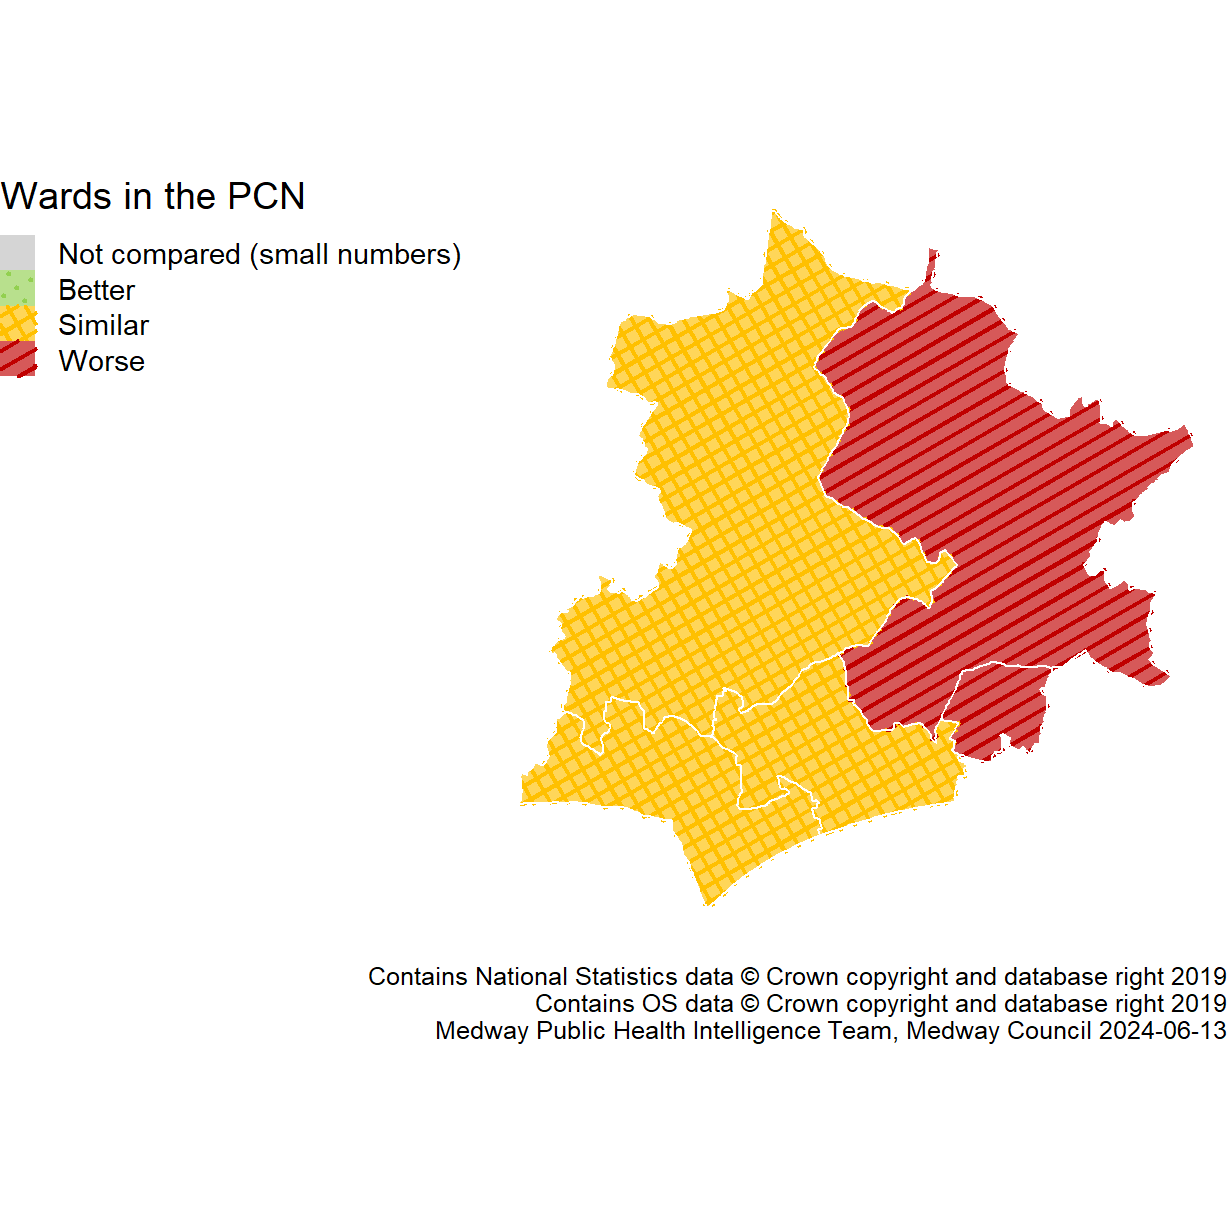 Wards in the PCN
Not compared (small numbers)
Better
Similar
Worse
Contains National Statistics data © Crown copyright and database right 2019
Contains OS data © Crown copyright and database right 2019
Medway Public Health Intelligence Team, Medway Council 2024-06-13